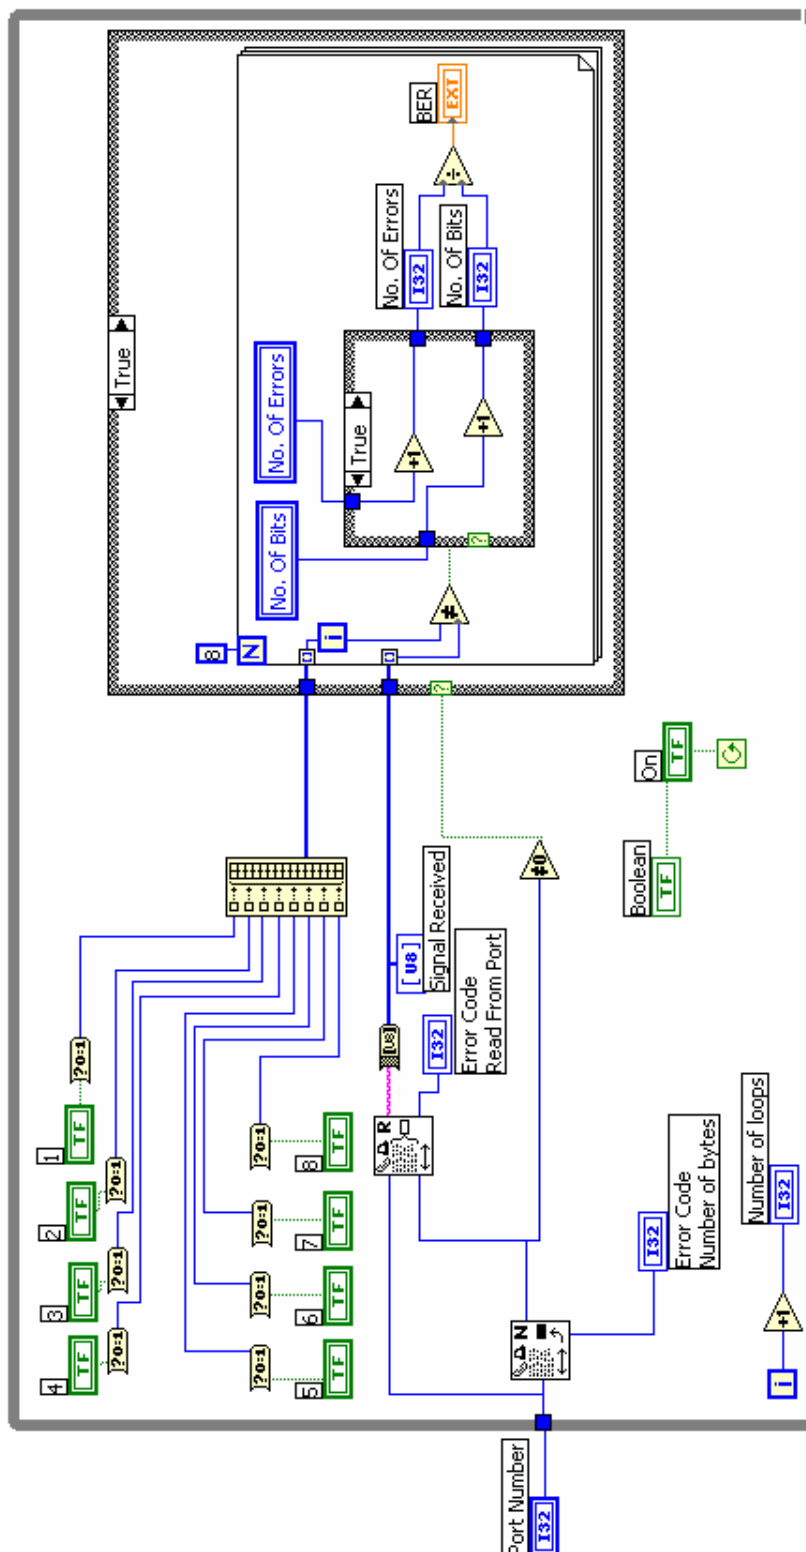 4
3
2
1
True
TF
TF
TF
TF
?0:1
?0:1
?0:1
?0:1
8
N
?0:1
?0:1
?0:1
?0:1
No. Of Bits
No. Of Errors
5
6
7
8
TF
TF
TF
TF
i
True
R
[U8]
[U8]
Signal Received
+1
No. Of Errors
I32
BER
EXT
I32
Error Code
Read From Port
≠
÷
?
?
+1
No. Of Bits
I32
Port Number
I32
N
≠0
I32
Error Code
Number of bytes
Boolean
TF
On
TF
i
+1
Number of loops
I32